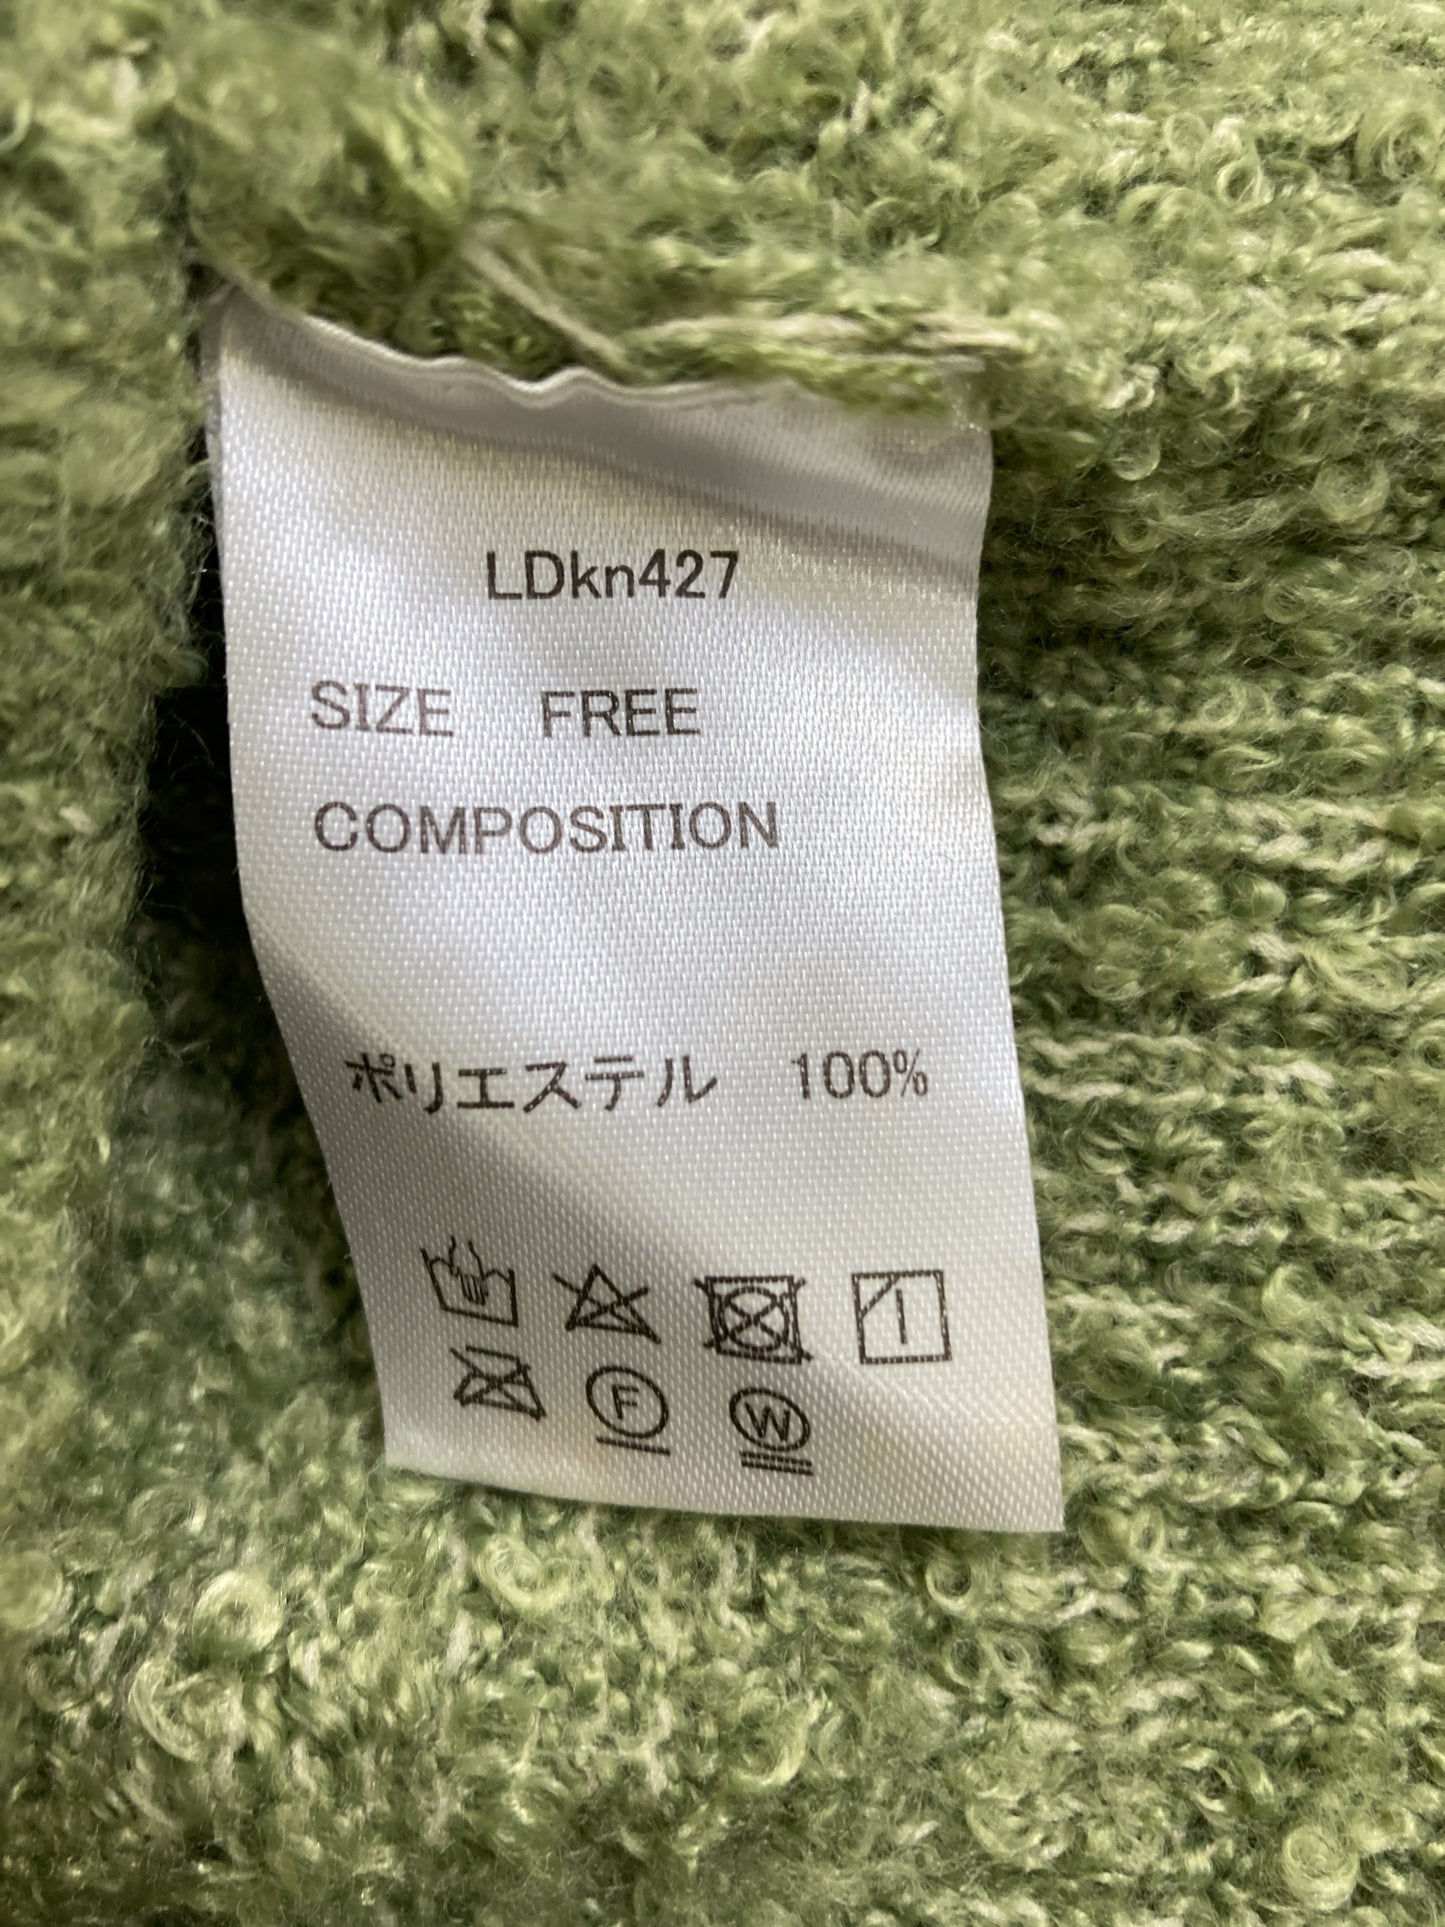 LDkn427
SIZE FREE
COMPOSITION
ポリエステル 100%
F W